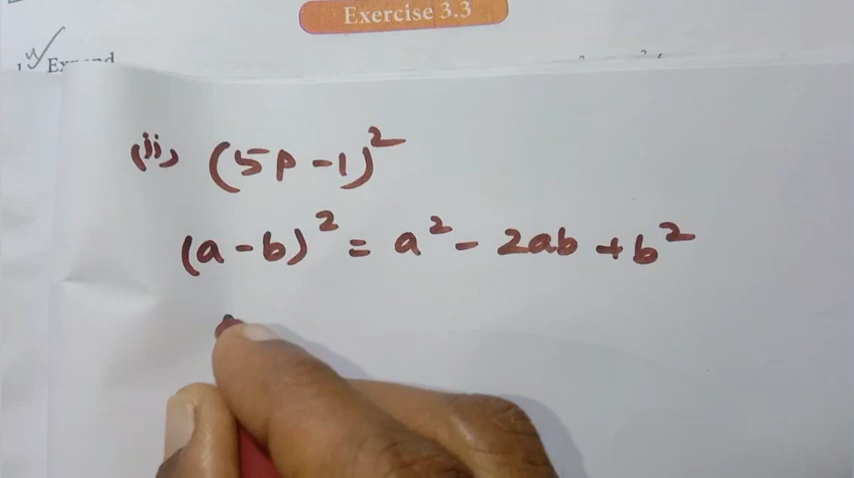 Exercise 3.3
(ii) (5p-1)²
(a-b)² = a² - 2ab + b²